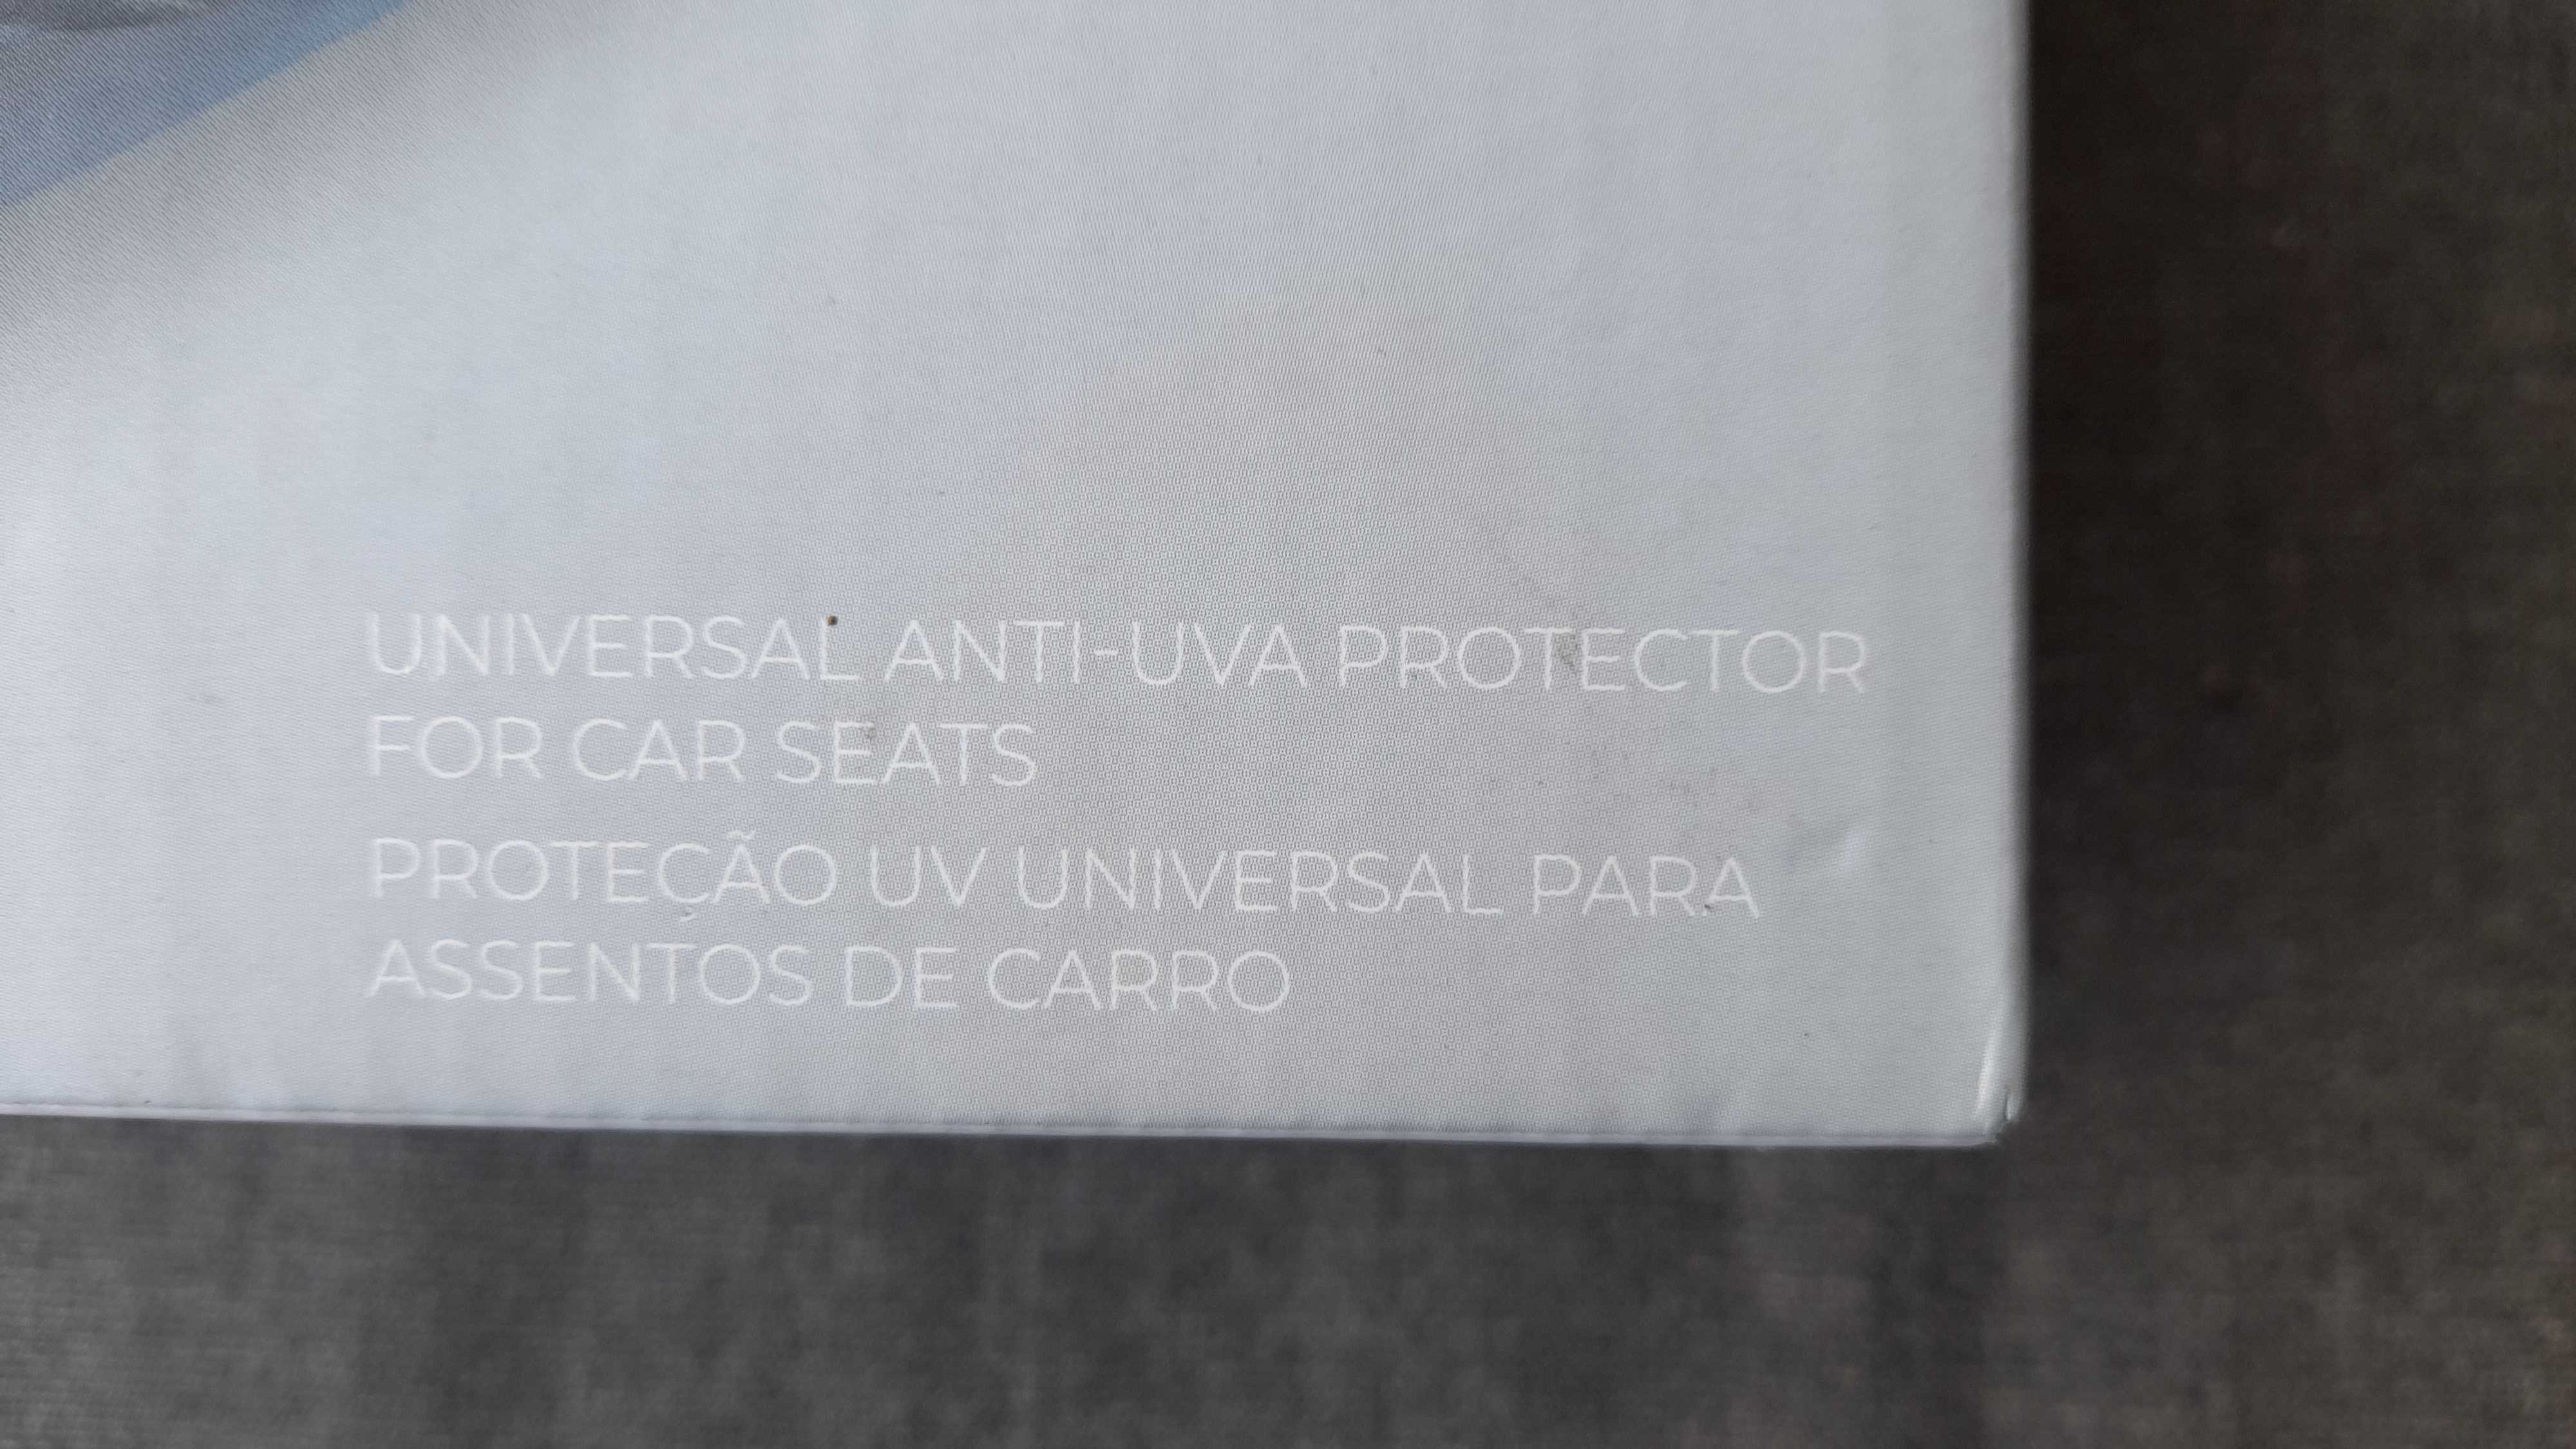 UNIVERSAL ANTI-UVA PROTECTOR
FOR CAR SEATS
PROTEÇÃO UV UNIVERSAL PARA
ASSENTOS DE CARRO